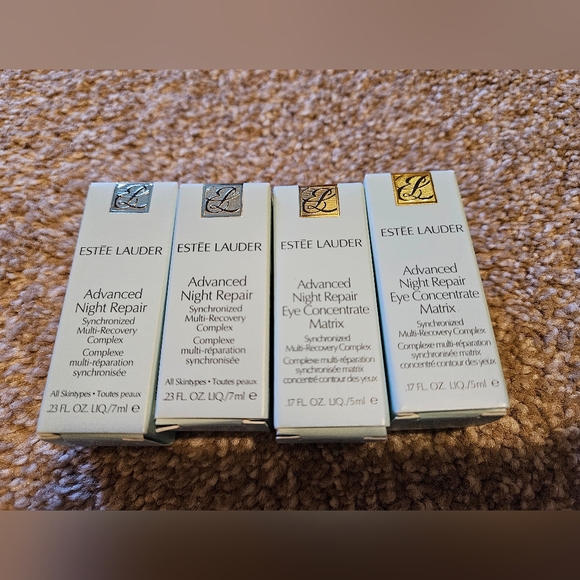 EL
ESTĒE LAUDER
Advanced
Night Repair
Synchronized
Multi-Recovery
Complex
Complexe
multi-réparation
synchronisée
All Skintypes • Toutes peaux
.23 FL. OZ. LIQ./7ml e
EL
ESTĒE LAUDER
Advanced
Night Repair
Synchronized
Multi-Recovery
Complex
Complexe
multi-réparation
synchronisée
All Skintypes • Toutes peaux
.23 FL. OZ. LIQ./7ml e
EL
ESTĒE LAUDER
Advanced
Night Repair
Eye Concentrate
Matrix
Synchronized
Multi-Recovery Complex
Complexe multi-réparation
synchronisée matrix
concentré contour des yeux
.17 FL. OZ. LIQ./5ml e
EL
ESTĒE LAUDER
Advanced
Night Repair
Eye Concentrate
Matrix
Synchronized
Multi-Recovery Complex
Complexe multi-réparation
synchronisée matrix
concentré contour des yeux
.17 FL. OZ. LIQ./5ml e